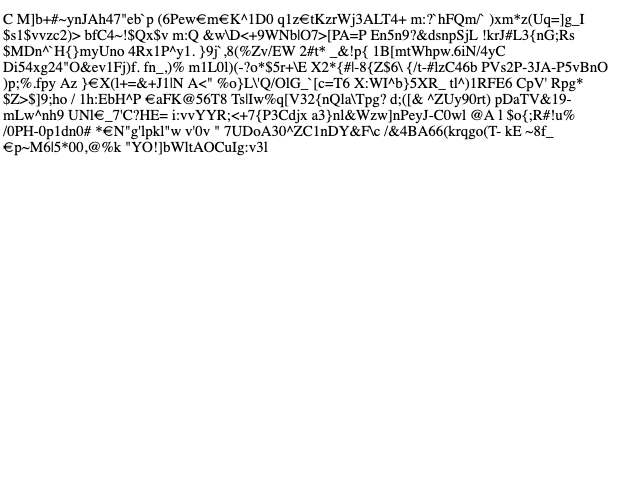 C M]b+#~ynJAh47"eb`p (6Pew€m€K^1D0 q1z€tKzrWj3ALT4+ m:?`hFQm/` )xm*z(Uq=]g_I
$s1$vvzc2)> bfC4~!$Qx$v m:Q &w\D<+9WNb|O7>[PA=P En5n9?&dsnpSjL !krJ#L3{nG;Rs
$MDn^`H{}myUno 4Rx1P^y1. }9j`,8(%Zv/EW 2#t* _&!p{ 1B[mtWhpw.6iN/4yC
Di54xg24"O&ev1Fj)f. fn_,)% m1L0l)(-?o*$5r+\E X2*{#|-8{Z$6\ {/t-#lzC46b PVs2P-3JA-P5vBnO
)p;%.fpy Az }€X(l+=&+J1|lN A<" %o}L\'Q/OlG_`[c=T6 X:WI^b}5XR_ tl^)1RFE6 CpV' Rpg*
$Z>$]9;ho / 1h:EbH^P €aFK@56T8 Ts|Iw%q[V32{nQla\Tpg? d;([& ^ZUy90rt) pDaTV&19-
mLw^nh9 UNl€_7'C?HE= i:vvYYR;<+7{P3Cdjx a3}nl&Wzw]nPeyJ-C0wl @A l $o{;R#!u%
/0PH-0p1dn0# *€N"g'lpkl"w v'0v " 7UDoA30^ZC1nDY&F\c /&4BA66(krqgo(T- kE ~8f_
€p~M6|5*00,@%k "YO!]bWltAOCuIg:v3l